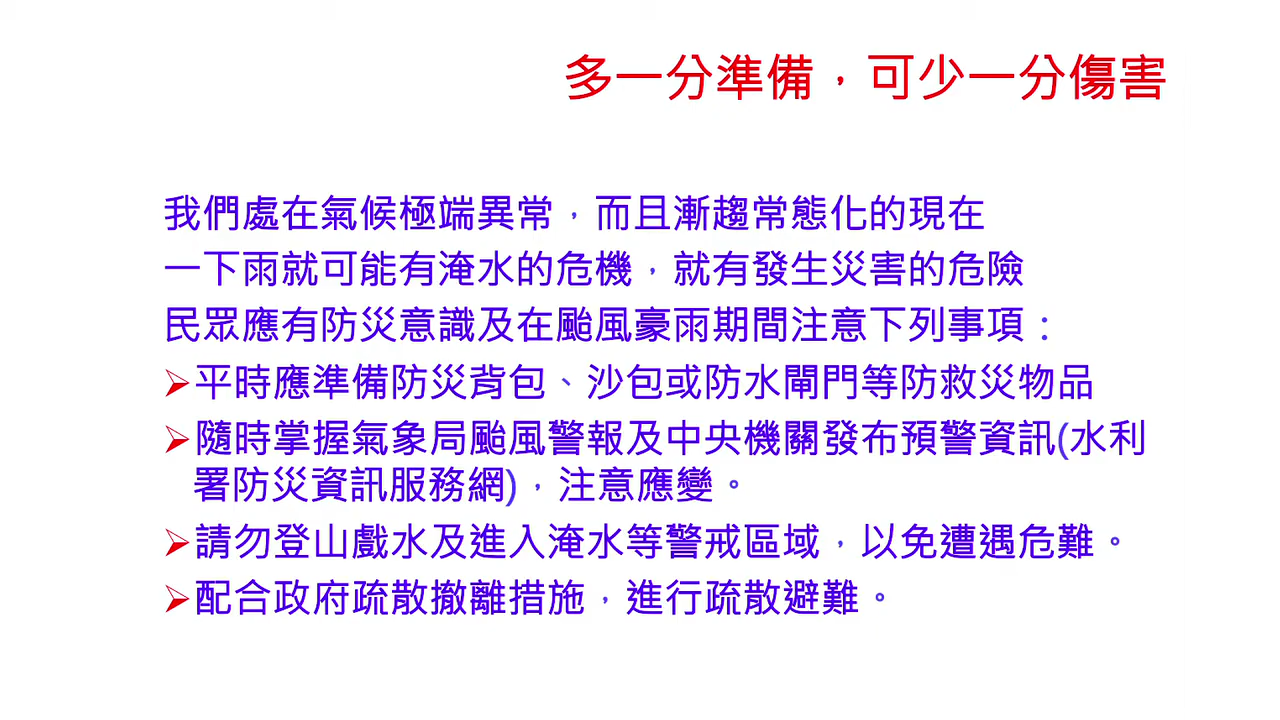 多一分準備，可少一分傷害
我們處在氣候極端異常，而且漸趨常態化的現在
一下雨就可能有淹水的危機，就有發生災害的危險
民眾應有防災意識及在颱風豪雨期間注意下列事項：
➢平時應準備防災背包、沙包或防水閘門等防救災物品
➢隨時掌握氣象局颱風警報及中央機關發布預警資訊(水利
署防災資訊服務網)，注意應變。
➢請勿登山戲水及進入淹水等警戒區域，以免遭遇危難。
➢配合政府疏散撤離措施，進行疏散避難。